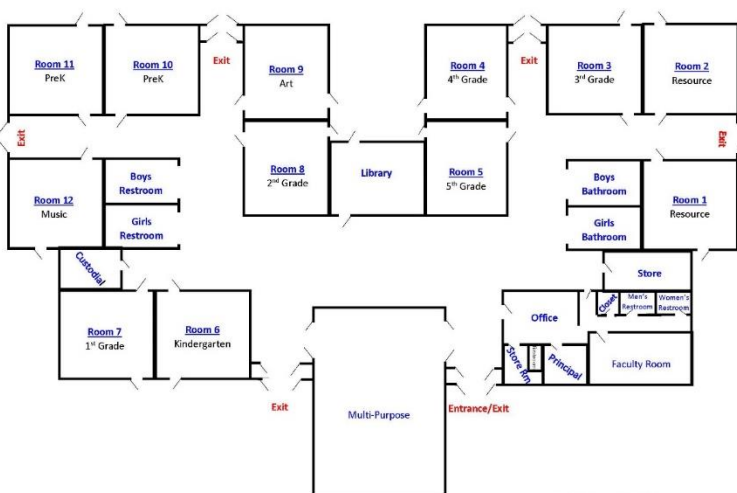 Room 11
PreK
Room 10
PreK
Exit
Room 9
Art
Room 4
4th Grade
Exit
Room 3
3rd Grade
Room 2
Resource
Exit
Exit
Room 12
Music
Boys
Restroom
Girls
Restroom
Room 8
2nd Grade
Library
Room 5
5th Grade
Boys
Bathroom
Girls
Bathroom
Room 1
Resource
Custodial
Store
Room 7
1st Grade
Room 6
Kindergarten
Office
Closet
Men's
Restroom
Women's
Restroom
Store Rm
Principal
Faculty Room
Exit
Multi-Purpose
Entrance/Exit